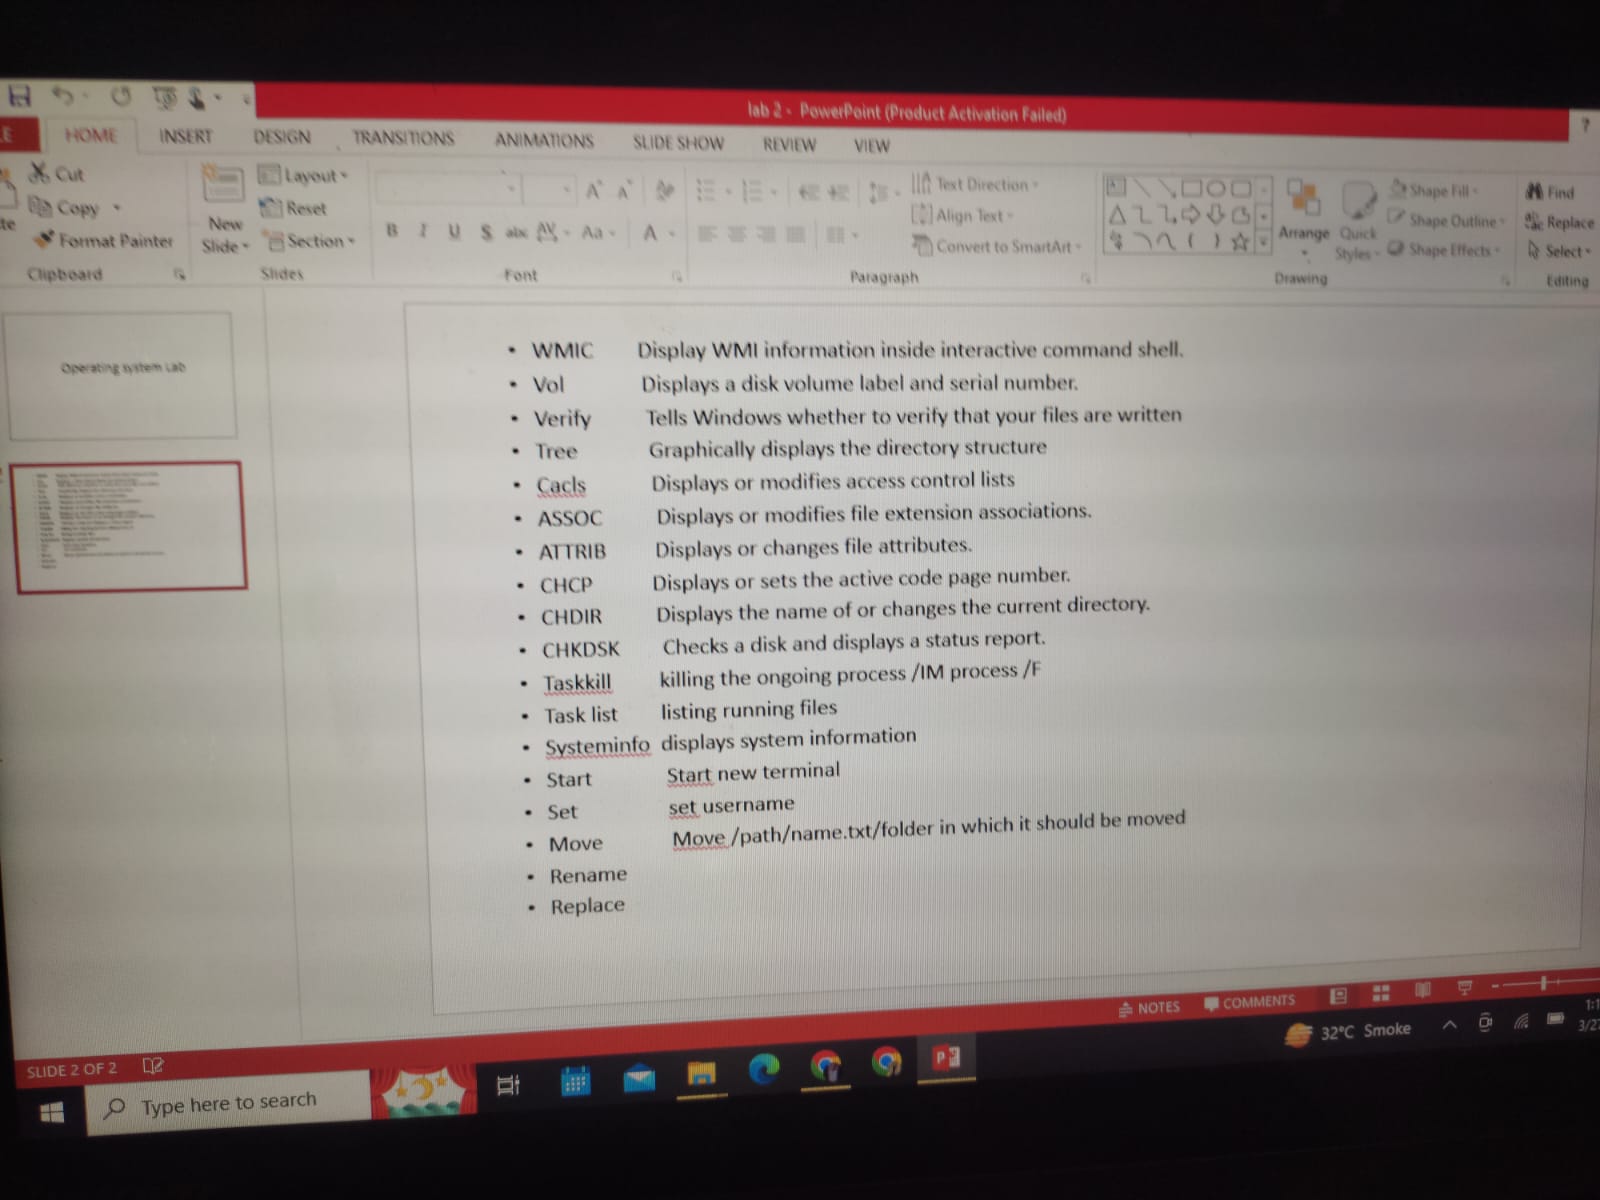 lab 2 - PowerPoint (Product Activation Failed)
?
HOME INSERT DESIGN TRANSITIONS ANIMATIONS SLIDE SHOW REVIEW VIEW
Cut
Copy
Format Painter
Clipboard
New
Slide
Layout
Reset
Section
Slides
Font
Text Direction
Align Text
Convert to SmartArt
Paragraph
Arrange
Quick
Styles
Shape Fill
Shape Outline
Shape Effects
Drawing
Find
Replace
Select
Editing
Operating system Lab
• WMIC Display WMI information inside interactive command shell.
• Vol Displays a disk volume label and serial number.
• Verify Tells Windows whether to verify that your files are written
• Tree Graphically displays the directory structure
• Cacls Displays or modifies access control lists
• ASSOC Displays or modifies file extension associations.
• ATTRIB Displays or changes file attributes.
• CHCP Displays or sets the active code page number.
• CHDIR Displays the name of or changes the current directory.
• CHKDSK Checks a disk and displays a status report.
• Taskkill killing the ongoing process /IM process /F
• Task list listing running files
• Systeminfo displays system information
• Start Start new terminal
• Set set username
• Move Move /path/name.txt/folder in which it should be moved
• Rename
• Replace
NOTES COMMENTS
SLIDE 2 OF 2
Type here to search
32°C Smoke